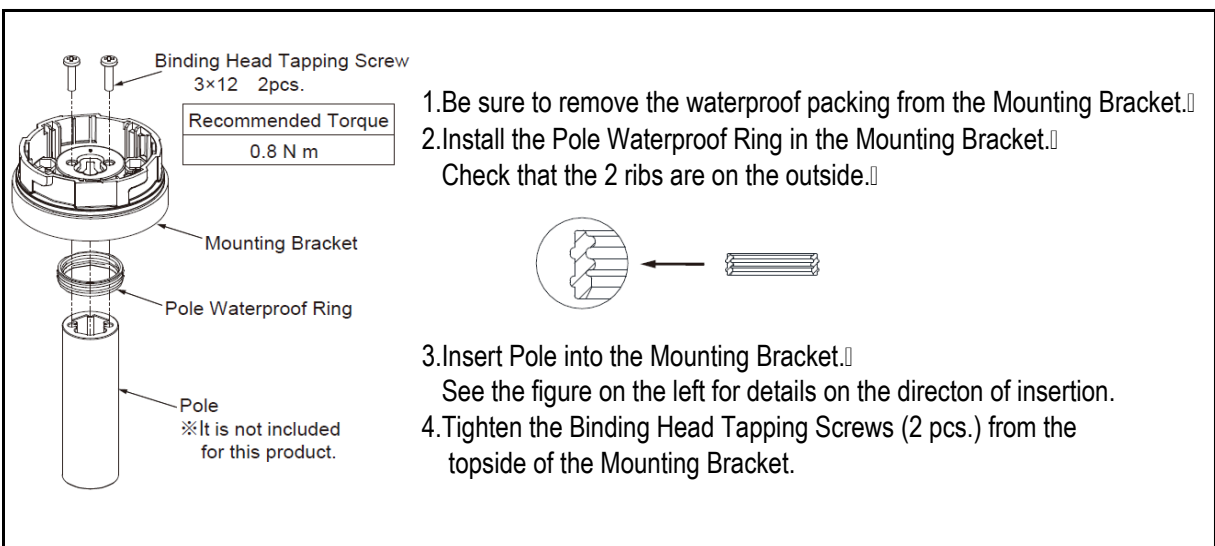 Binding Head Tapping Screw
3×12 2pcs.
Recommended Torque
0.8 N m
Mounting Bracket
Pole Waterproof Ring
Pole
※It is not included
for this product.
1.Be sure to remove the waterproof packing from the Mounting Bracket.▯
2.Install the Pole Waterproof Ring in the Mounting Bracket.▯
Check that the 2 ribs are on the outside.▯
3.Insert Pole into the Mounting Bracket.▯
See the figure on the left for details on the directon of insertion.
4.Tighten the Binding Head Tapping Screws (2 pcs.) from the
topside of the Mounting Bracket.